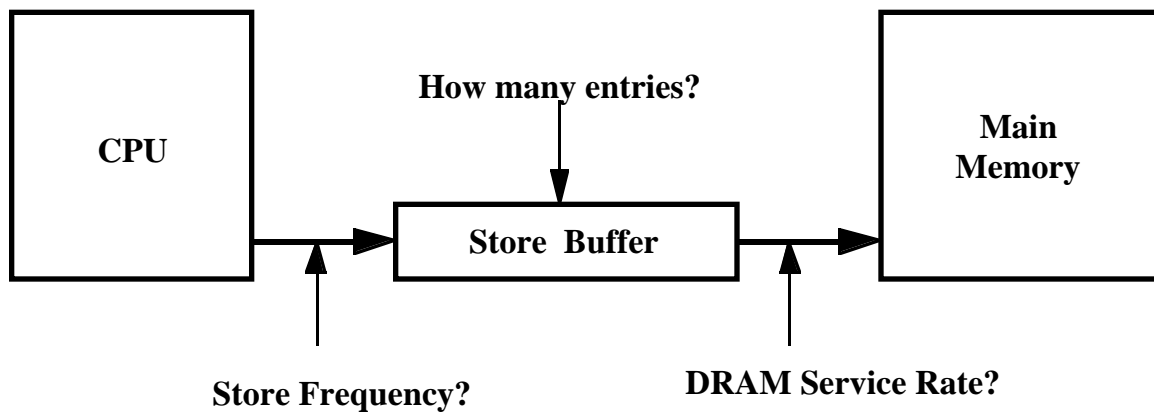 How many entries?
CPU
Main
Memory
Store Buffer
Store Frequency?
DRAM Service Rate?